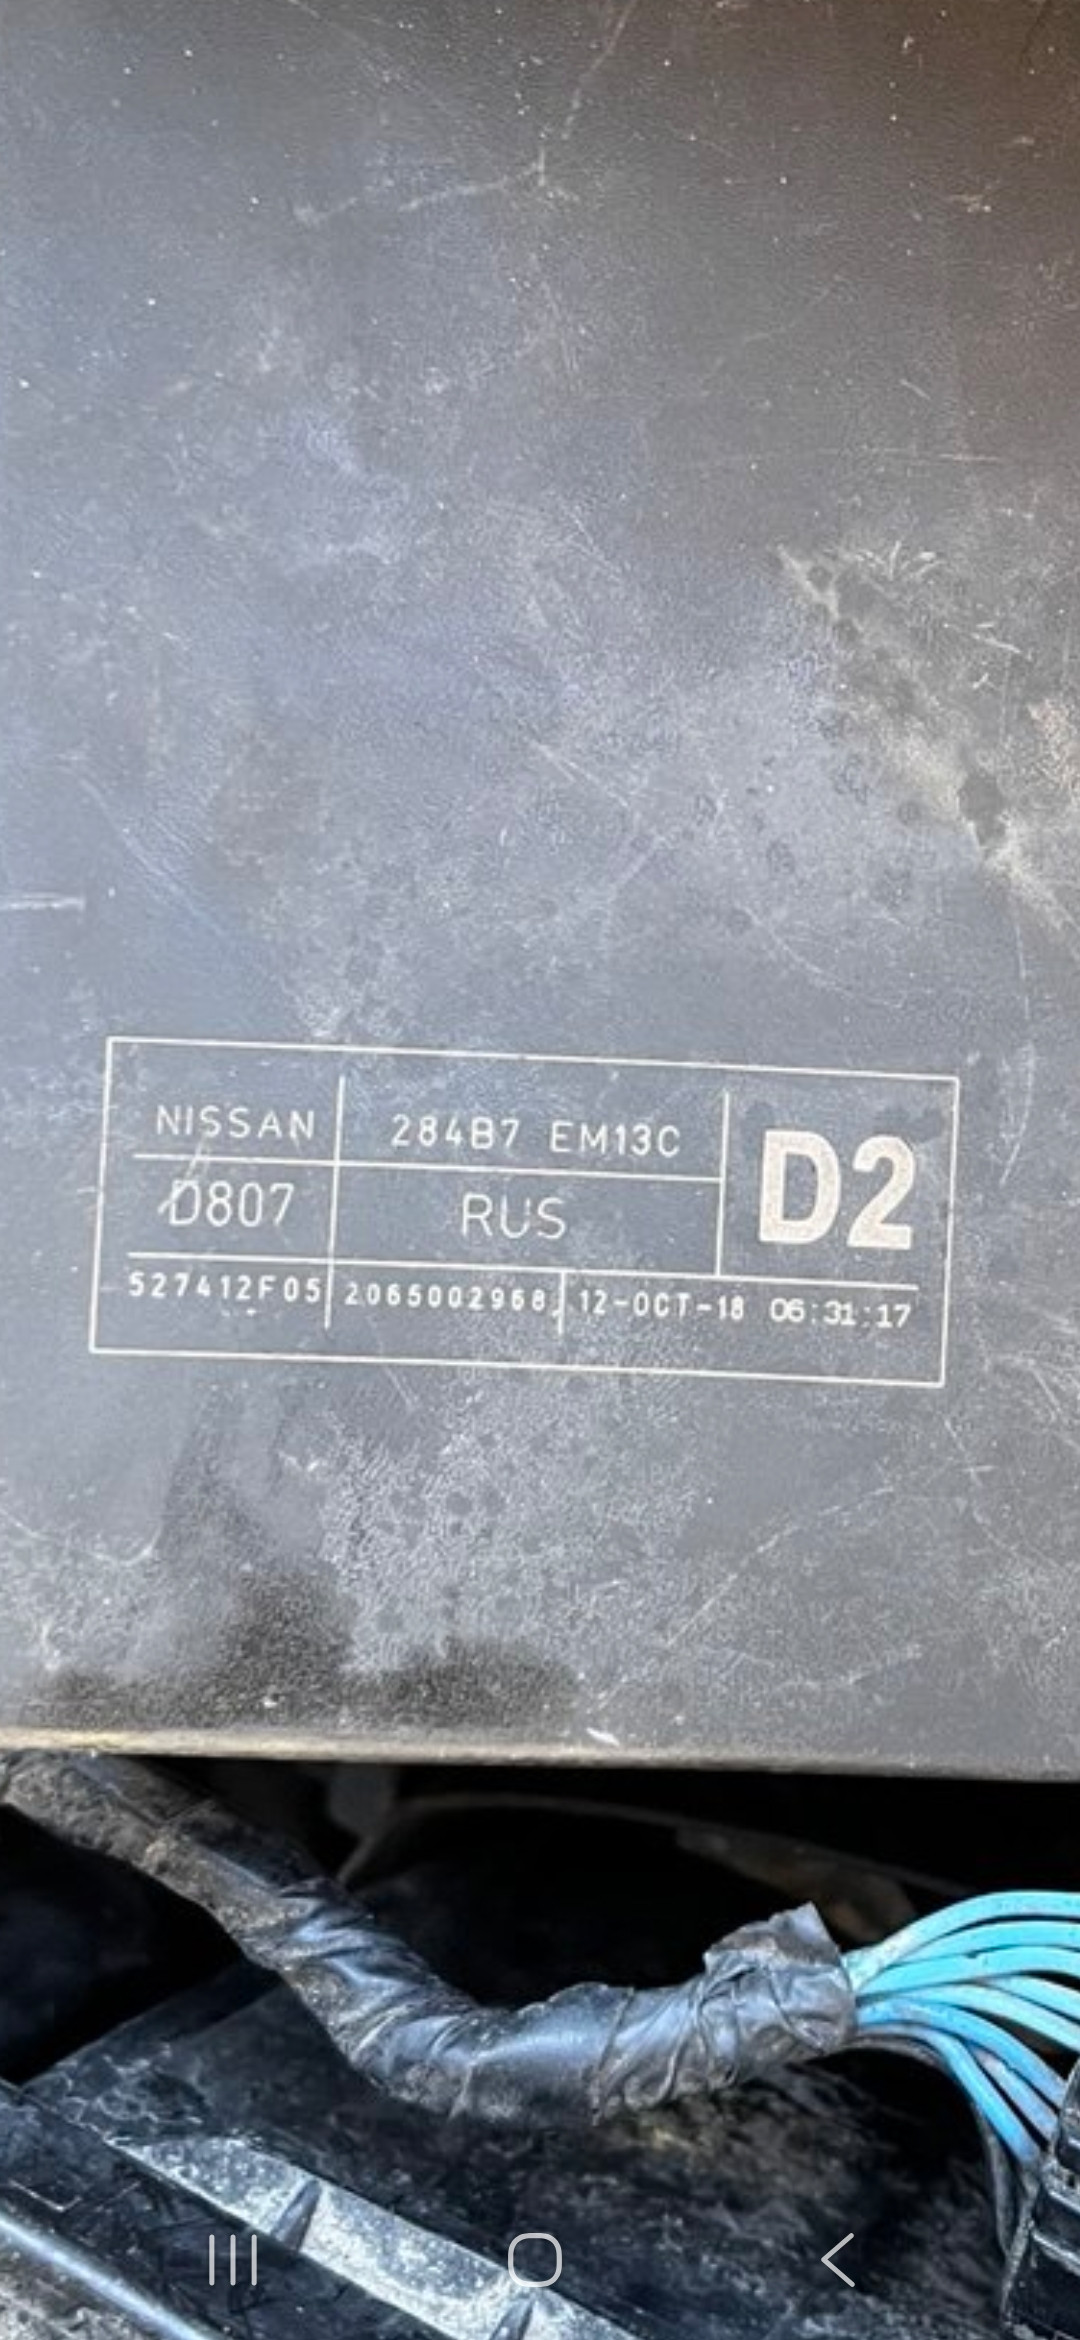 NISSAN 284B7 EM13C D2
D807 RUS
527412F05 2065002968 12-OCT-18 06:31:17